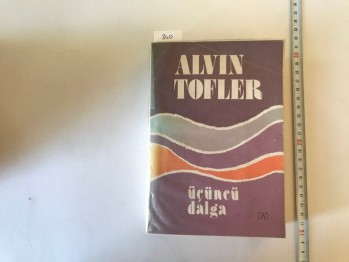 ALVIN
TOFLER
üçüncü
dalga